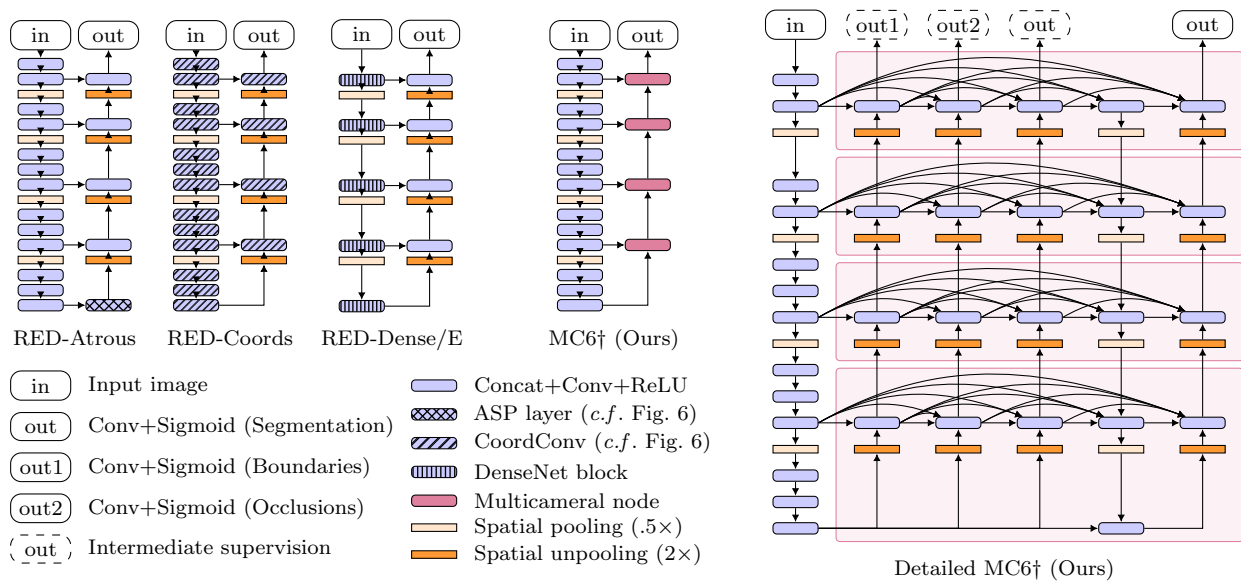 in out in out in out in out
RED-Atrous RED-Coords RED-Dense/E MC6† (Ours)
in Input image
out Conv+Sigmoid (Segmentation)
out1 Conv+Sigmoid (Boundaries)
out2 Conv+Sigmoid (Occlusions)
out Intermediate supervision
Concat+Conv+ReLU
ASP layer (c.f. Fig. 6)
CoordConv (c.f. Fig. 6)
DenseNet block
Multicameral node
Spatial pooling (.5×)
Spatial unpooling (2×)
in out1 out2 out out
Detailed MC6† (Ours)